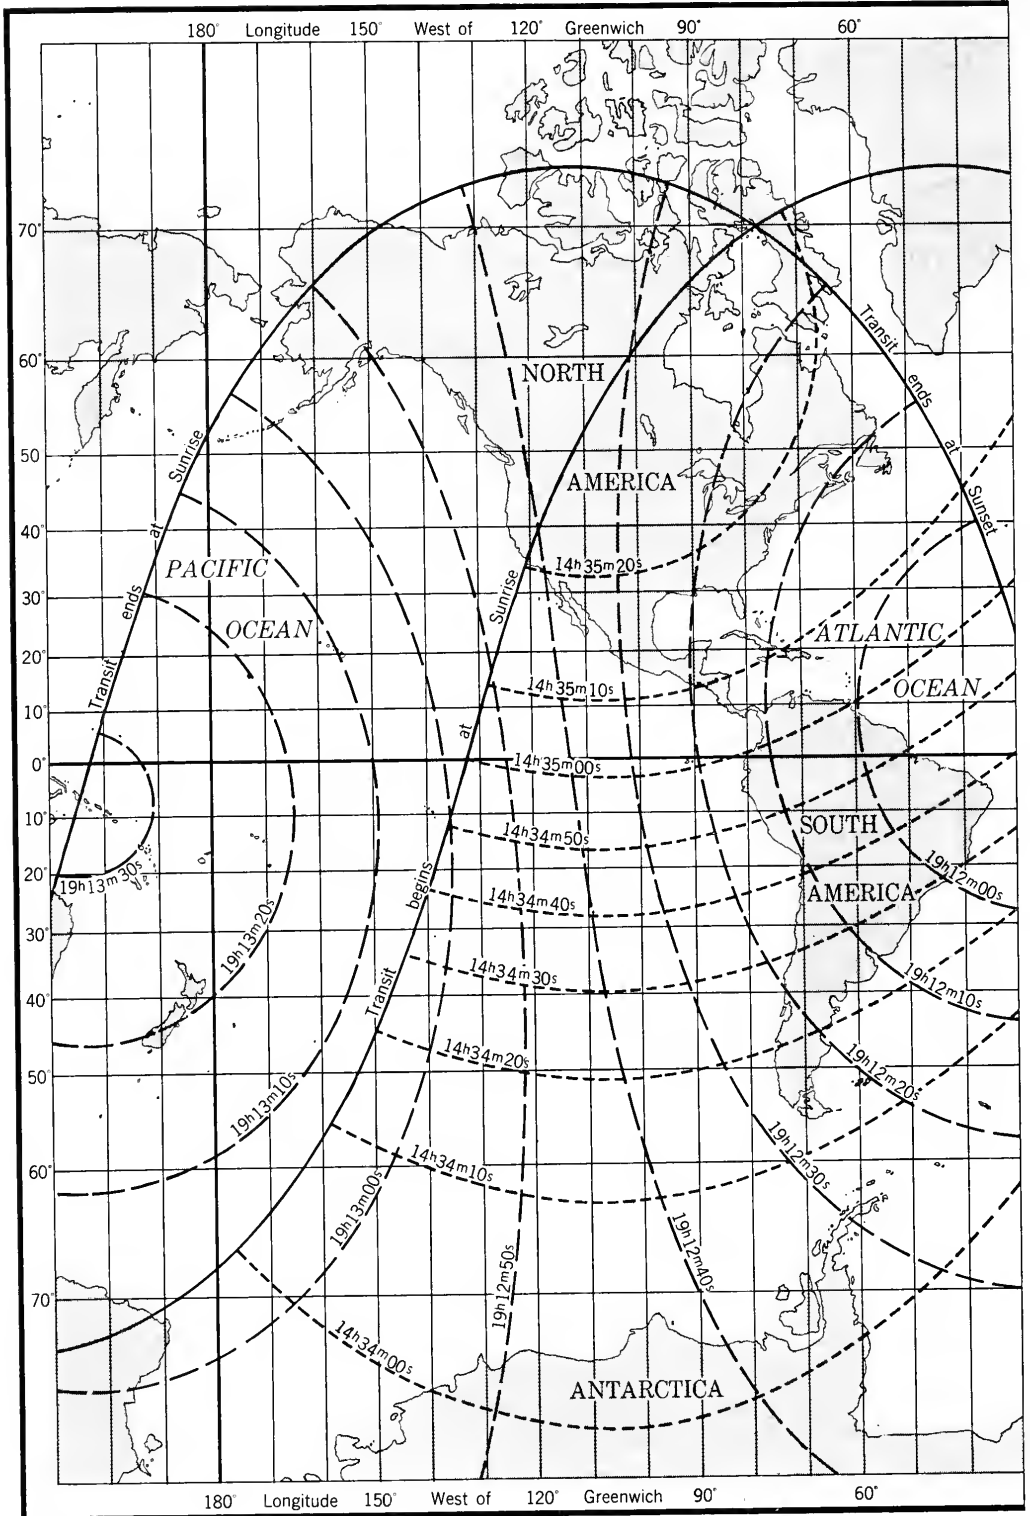 180° Longitude 150° West of 120° Greenwich 90° 60°
70°
60°
50
40°
30°
20°
10°
0°
10°
20°
30°
40°
50°
60°
70°
NORTH
AMERICA
PACIFIC
OCEAN
ATLANTIC
OCEAN
SOUTH
AMERICA
ANTARCTICA
Transit ends at Sunrise
Transit begins at Sunrise
Transit ends at Sunset
14h35m20s
14h35m10s
14h35m00s
14h34m50s
14h34m40s
14h34m30s
14h34m20s
14h34m10s
14h34m00s
19h13m30s
19h13m20s
19h13m10s
19h13m00s
19h12m50s
19h12m40s
19h12m30s
19h12m20s
19h12m10s
19h12m00s
180° Longitude 150° West of 120° Greenwich 90° 60°